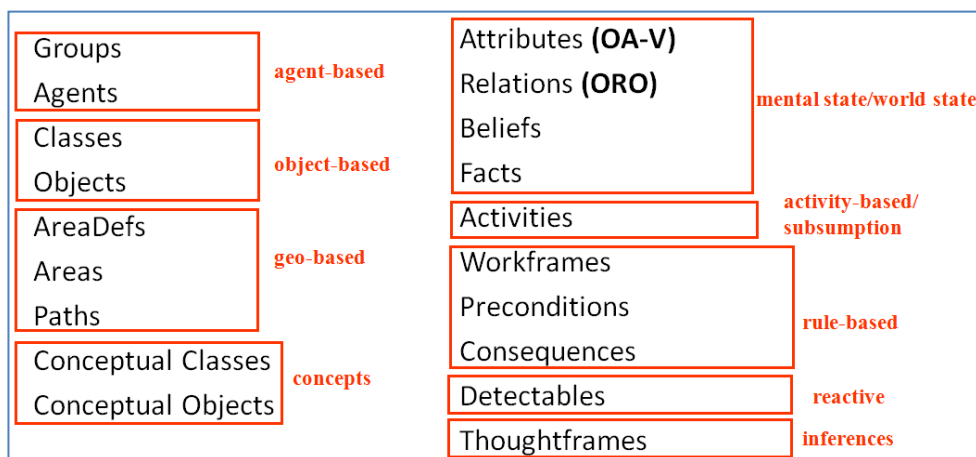 Groups
Agents
agent-based
Classes
Objects
object-based
AreaDefs
Areas
Paths
geo-based
Conceptual Classes
Conceptual Objects
concepts
Attributes (OA-V)
Relations (ORO)
Beliefs
Facts
mental state/world state
Activities
activity-based/
subsumption
Workframes
Preconditions
Consequences
rule-based
Detectables
reactive
Thoughtframes
inferences